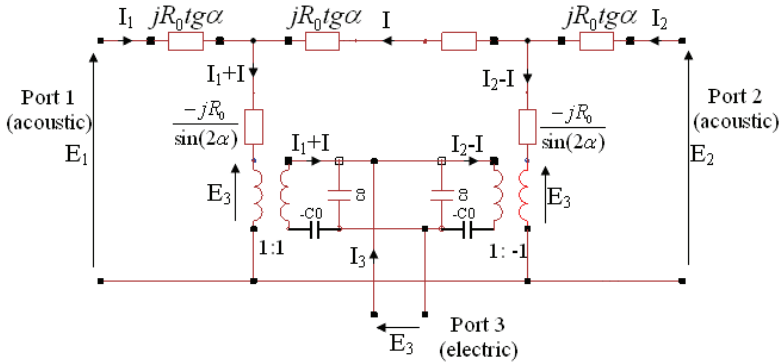 I₁ jR₀tgα jR₀tgα I jR₀tgα I₂
I₁+I I₂-I
Port 1
(acoustic)
Port 2
(acoustic)
-jR₀
sin(2α)
-jR₀
sin(2α)
E₁ I₁+I I₂-I E₂
E₃ ∞ ∞ E₃
-C0 -C0
1:1 I₃ 1: -1
E₃ Port 3
(electric)